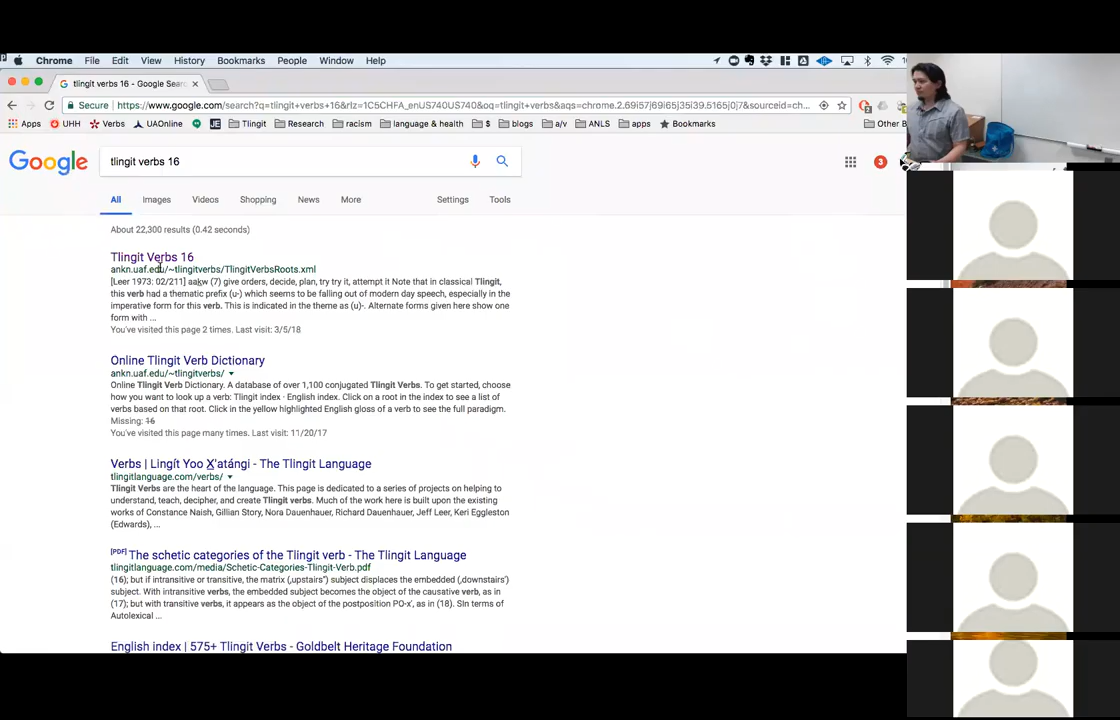 Chrome File Edit View History Bookmarks People Window Help
tlingit verbs 16 - Google Sear
Secure https://www.google.com/search?q=tlingit+verbs+16&rlz=1C5CHFA_enUS740US740&oq=tlingit+verbs&aqs=chrome.2.69i57j69i65j35i39.5165j0j7&sourceid=ch...
Apps UHH Verbs UAOnline JE Tlingit Research racism language & health $ blogs a/v ANLS apps Bookmarks Other B
Google
tlingit verbs 16
3
All Images Videos Shopping News More Settings Tools
About 22,300 results (0.42 seconds)
Tlingit Verbs 16
ankn.uaf.edu/~tlingitverbs/TlingitVerbsRoots.xml
[Leer 1973: 02/211] aaḵw (7) give orders, decide, plan, try try it, attempt it Note that in classical Tlingit,
this verb had a thematic prefix (u-) which seems to be falling out of modern day speech, especially in the
imperative form for this verb. This is indicated in the theme as (u)-. Alternate forms given here show one
form with ...
You've visited this page 2 times. Last visit: 3/5/18
Online Tlingit Verb Dictionary
ankn.uaf.edu/~tlingitverbs/
Online Tlingit Verb Dictionary. A database of over 1,100 conjugated Tlingit Verbs. To get started, choose
how you want to look up a verb: Tlingit index · English index. Click on a root in the index to see a list of
verbs based on that root. Click in the yellow highlighted English gloss of a verb to see the full paradigm.
Missing: 16
You've visited this page many times. Last visit: 11/20/17
Verbs | Lingít Yoo X̲'atángi - The Tlingit Language
tlingitlanguage.com/verbs/
Tlingit Verbs are the heart of the language. This page is dedicated to a series of projects on helping to
understand, teach, decipher, and create Tlingit verbs. Much of the work here is built upon the existing
works of Constance Naish, Gillian Story, Nora Dauenhauer, Richard Dauenhauer, Jeff Leer, Keri Eggleston
(Edwards), ...
[PDF] The schetic categories of the Tlingit verb - The Tlingit Language
tlingitlanguage.com/media/Schetic-Categories-Tlingit-Verb.pdf
(16); but if intransitive or transitive, the matrix (‚upstairs") subject displaces the embedded (‚downstairs')
subject. With intransitive verbs, the embedded subject becomes the object of the causative verb, as in
(17); but with transitive verbs, it appears as the object of the postposition PO-x', as in (18). SIn terms of
Autolexical ...
English index | 575+ Tlingit Verbs - Goldbelt Heritage Foundation